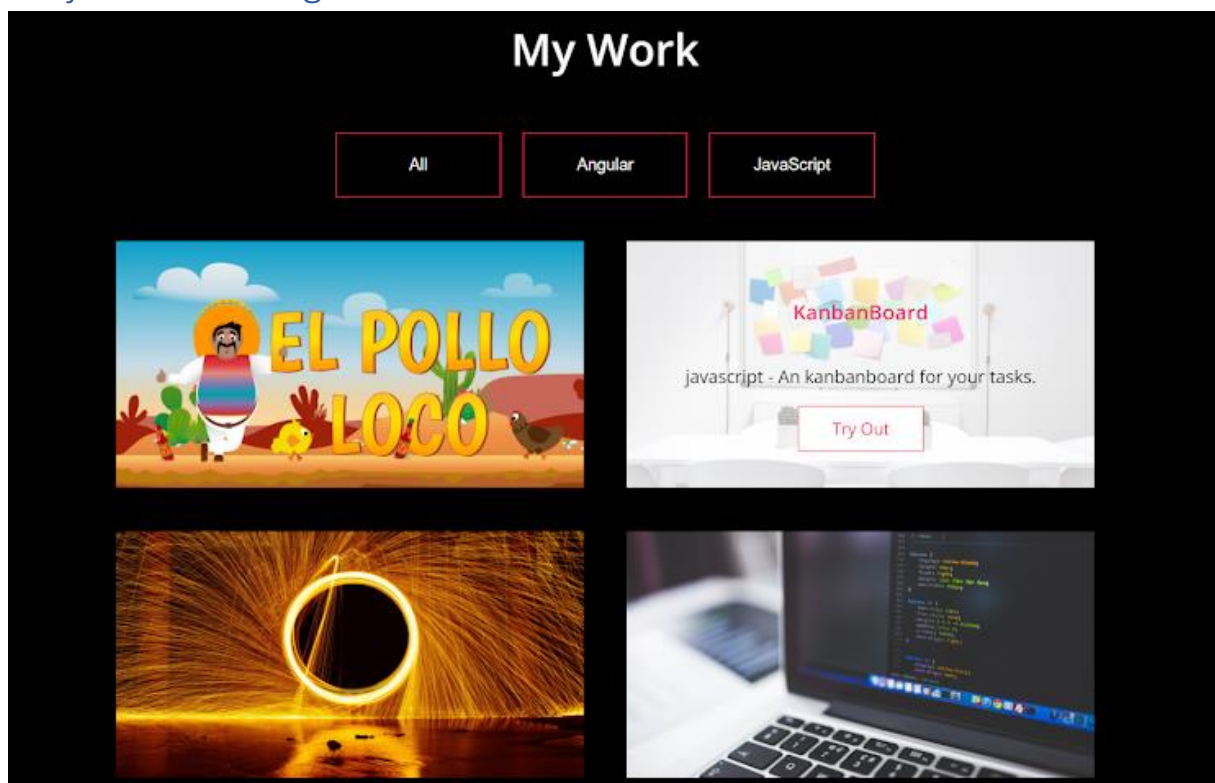 My Work
All
Angular
JavaScript
EL POLLO
LOCO
KanbanBoard
javascript - An kanbanboard for your tasks.
Try Out